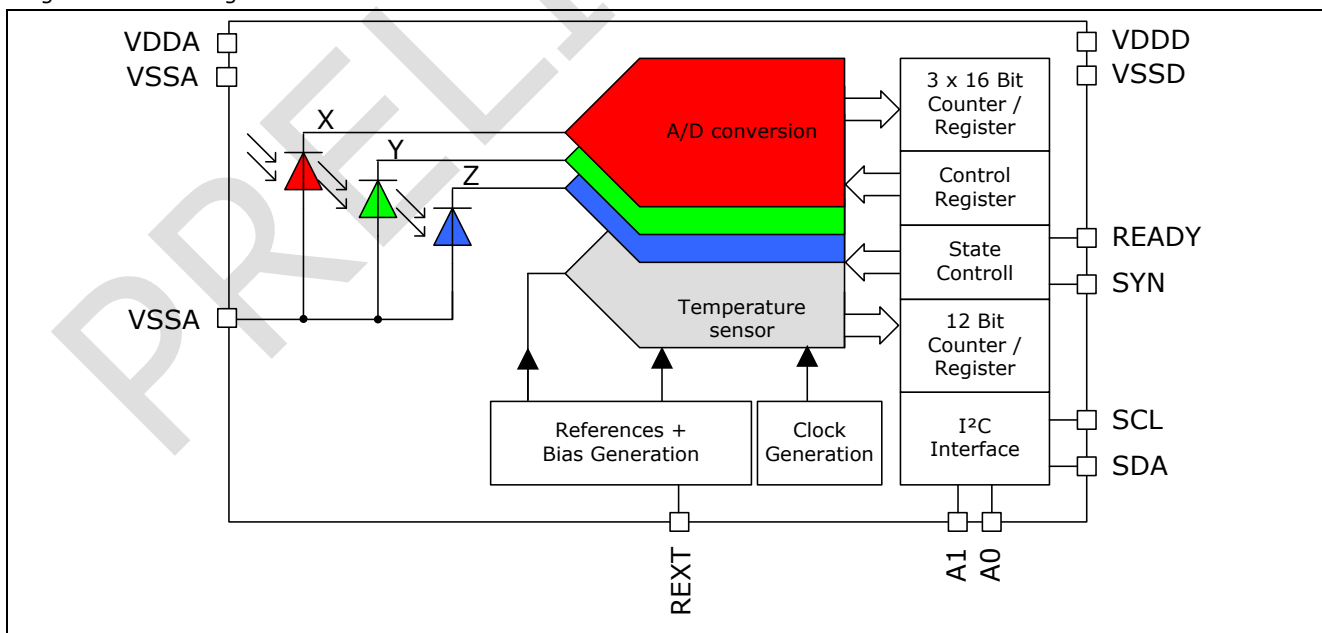 VDDA
VSSA
VDDD
VSSD
X
Y
Z
A/D conversion
3 x 16 Bit
Counter /
Register
Control
Register
State
Controll
READY
SYN
VSSA
Temperature
sensor
12 Bit
Counter /
Register
References +
Bias Generation
Clock
Generation
I²C
Interface
SCL
SDA
REXT
A1
A0
PRELI